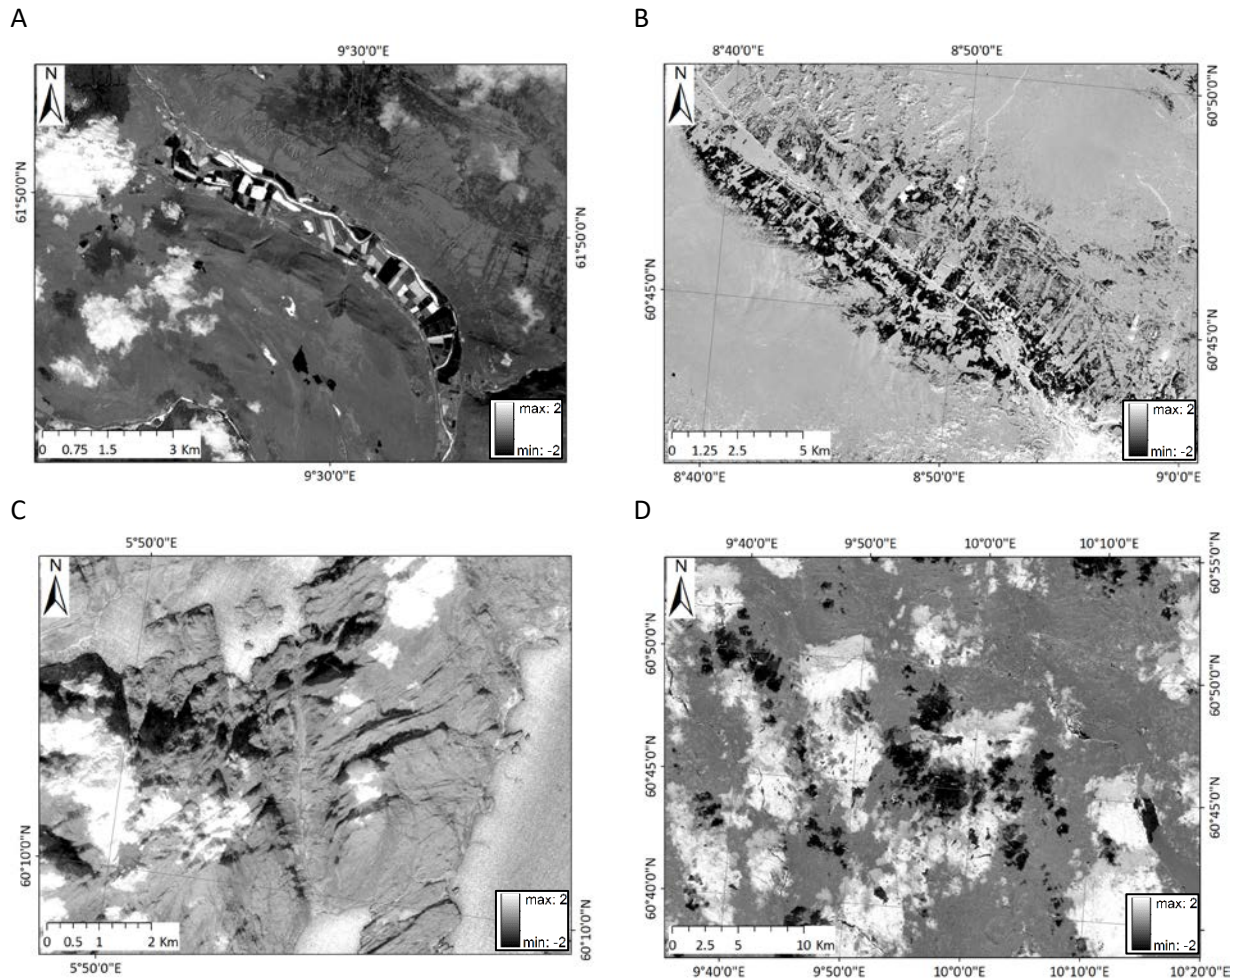 A
B
9°30'0"E
8°40'0"E
8°50'0"E
N
N
61°50'0"N
61°50'0"N
60°50'0"N
60°45'0"N
60°45'0"N
max: 2
min: -2
max: 2
min: -2
0 0.75 1.5 3 Km
0 1.25 2.5 5 Km
9°30'0"E
8°40'0"E
8°50'0"E
9°0'0"E
C
D
5°50'0"E
9°40'0"E
9°50'0"E
10°0'0"E
10°10'0"E
N
N
60°55'0"N
60°50'0"N
60°50'0"N
60°45'0"N
60°45'0"N
60°10'0"N
60°10'0"N
60°40'0"N
max: 2
min: -2
max: 2
min: -2
0 0.5 1 2 Km
0 2.5 5 10 Km
5°50'0"E
9°40'0"E
9°50'0"E
10°0'0"E
10°10'0"E
10°20'0"E